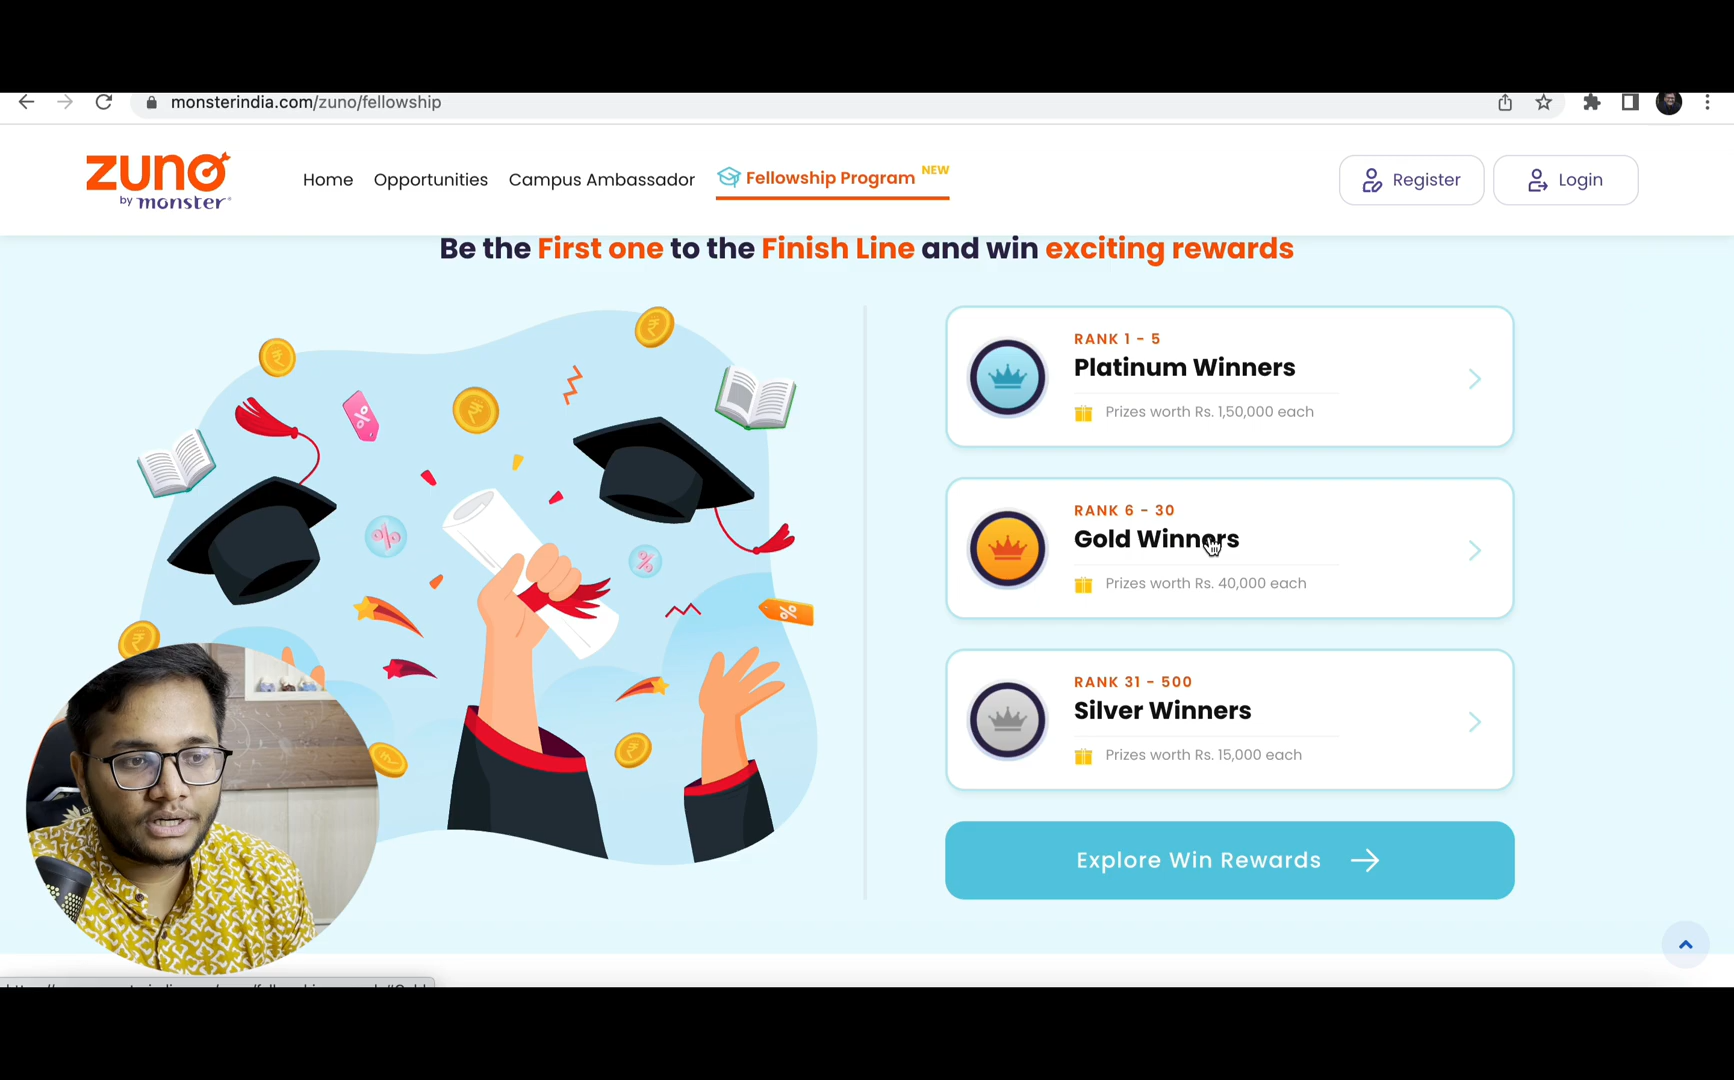 monsterindia.com/zuno/fellowship
zuno
by monster
Home
Opportunities
Campus Ambassador
Fellowship Program NEW
Register
Login
Be the First one to the Finish Line and win exciting rewards
RANK 1 - 5
Platinum Winners
Prizes worth Rs. 1,50,000 each
RANK 6 - 30
Gold Winners
Prizes worth Rs. 40,000 each
RANK 31 - 500
Silver Winners
Prizes worth Rs. 15,000 each
Explore Win Rewards